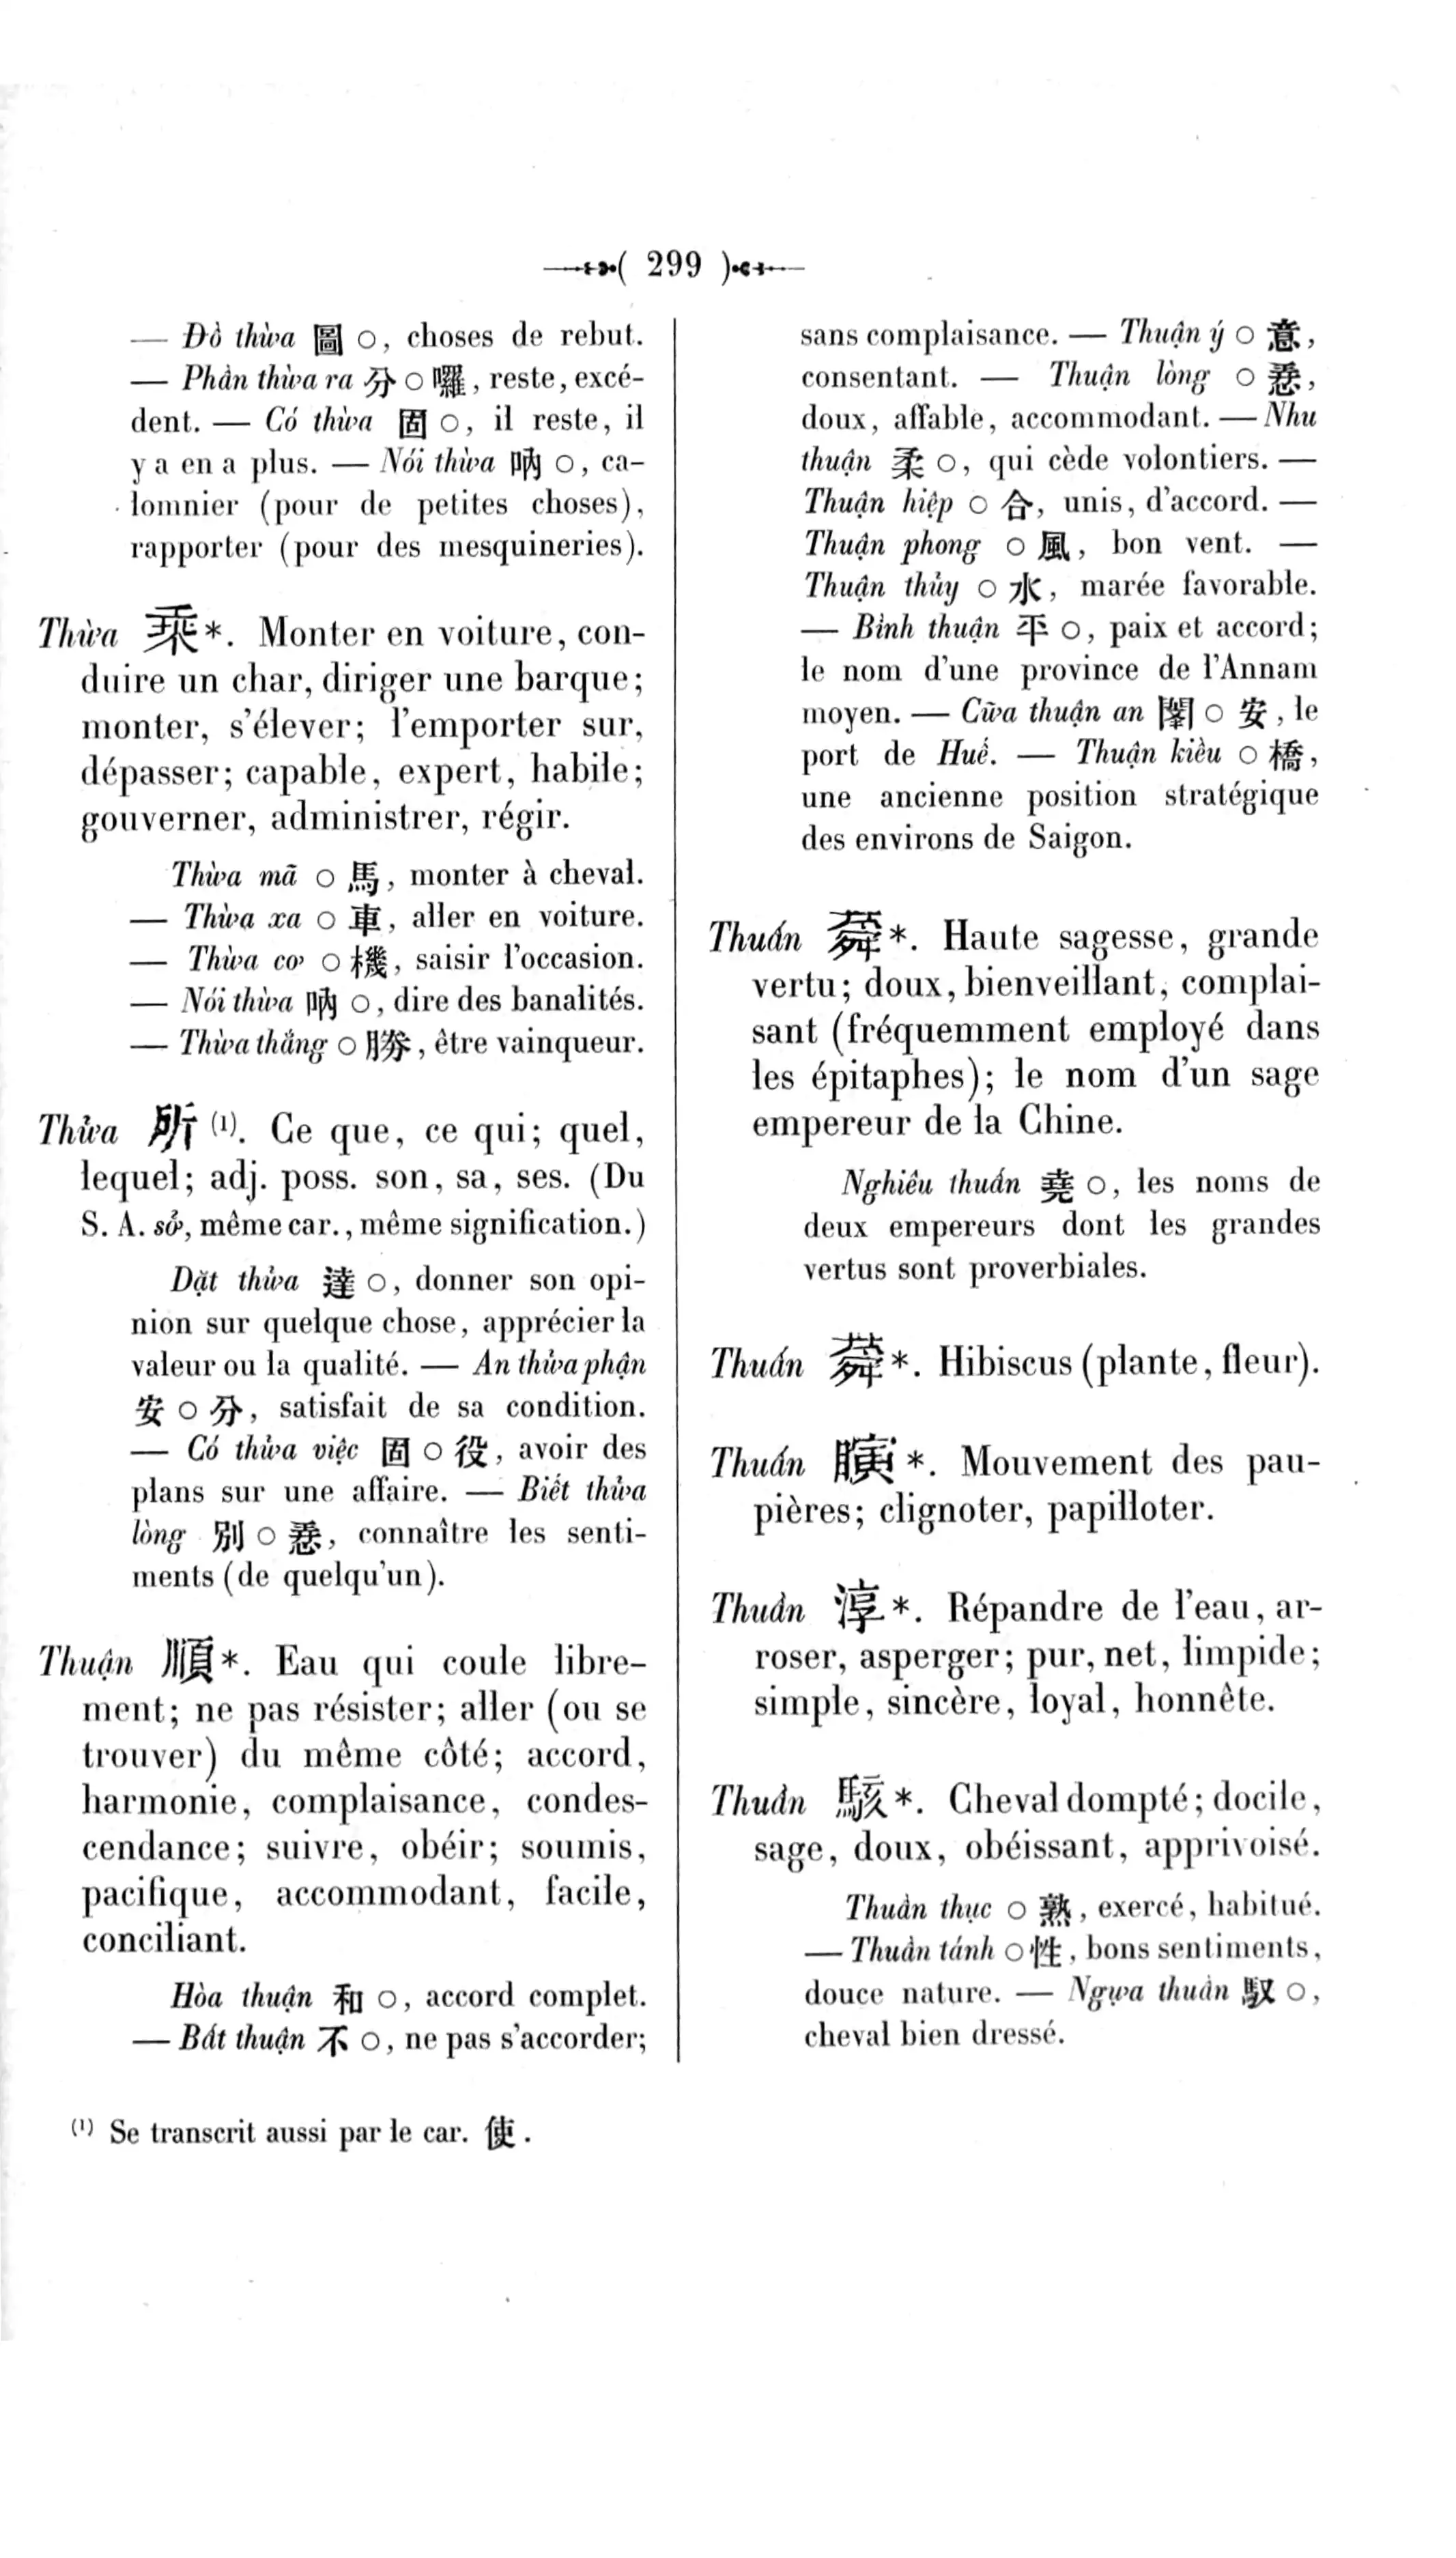 ( 299 )
— Đồ thừa 圖 ○, choses de rebut.
— Phần thừa ra 分 ○ 囉, reste, excé-
dent. — Có thừa 固 ○, il reste, il
y a en a plus. — Nói thừa 吶 ○, ca-
lomnier (pour de petites choses),
rapporter (pour des mesquineries).
Thừa 乘*. Monter en voiture, con-
duire un char, diriger une barque;
monter, s'élever; l'emporter sur,
dépasser; capable, expert, habile;
gouverner, administrer, régir.
Thừa mã ○ 馬, monter à cheval.
— Thừa xa ○ 車, aller en voiture.
— Thừa cơ ○ 機, saisir l'occasion.
— Nói thừa 吶 ○, dire des banalités.
— Thừa thắng ○ 勝, être vainqueur.
Thửa 所 (1). Ce que, ce qui; quel,
lequel; adj. poss. son, sa, ses. (Du
S. A. sở, même car., même signification.)
Dặt thửa 達 ○, donner son opi-
nion sur quelque chose, apprécier la
valeur ou la qualité. — An thửa phận
安 ○ 分, satisfait de sa condition.
— Có thửa việc 固 ○ 役, avoir des
plans sur une affaire. — Biết thửa
lòng 別 ○ , connaître les senti-
ments (de quelqu'un).
Thuận 順*. Eau qui coule libre-
ment; ne pas résister; aller (ou se
trouver) du même côté; accord,
harmonie, complaisance, condes-
cendance; suivre, obéir; soumis,
pacifique, accommodant, facile,
conciliant.
Hòa thuận 和 ○, accord complet.
— Bất thuận 不 ○, ne pas s'accorder;
sans complaisance. — Thuận ý ○ 意,
consentant. — Thuận lòng ○ ,
doux, affable, accommodant. — Nhu
thuận 柔 ○, qui cède volontiers. —
Thuận hiệp ○ 合, unis, d'accord. —
Thuận phong ○ 風, bon vent. —
Thuận thủy ○ 水, marée favorable.
— Bình thuận 平 ○, paix et accord;
le nom d'une province de l'Annam
moyen. — Cữa thuận an ○ 安, le
port de Huế. — Thuận kiều ○ 橋,
une ancienne position stratégique
des environs de Saigon.
Thuấn 蕣*. Haute sagesse, grande
vertu; doux, bienveillant, complai-
sant (fréquemment employé dans
les épitaphes); le nom d'un sage
empereur de la Chine.
Nghiêu thuấn 堯 ○, les noms de
deux empereurs dont les grandes
vertus sont proverbiales.
Thuấn 蕣*. Hibiscus (plante, fleur).
Thuấn *. Mouvement des pau-
pières; clignoter, papilloter.
Thuần 淳*. Répandre de l'eau, ar-
roser, asperger; pur, net, limpide;
simple, sincère, loyal, honnête.
Thuần 駭*. Cheval dompté; docile,
sage, doux, obéissant, apprivoisé.
Thuần thục ○ 熟, exercé, habitué.
— Thuần tánh ○ 性, bons sentiments,
douce nature. — Ngựa thuần 馭 ○,
cheval bien dressé.
(1) Se transcrit aussi par le car. 使.